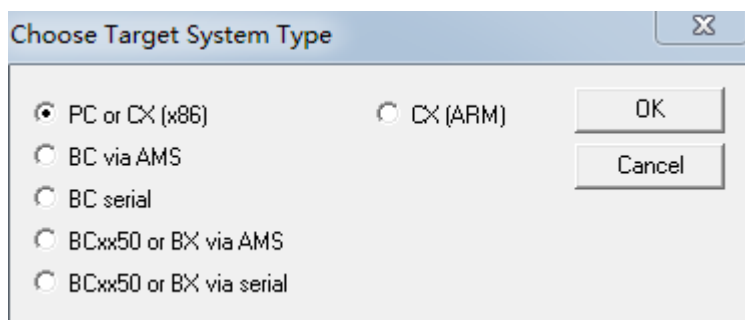 Choose Target System Type
PC or CX (x86)
CX (ARM)
OK
BC via AMS
Cancel
BC serial
BCxx50 or BX via AMS
BCxx50 or BX via serial